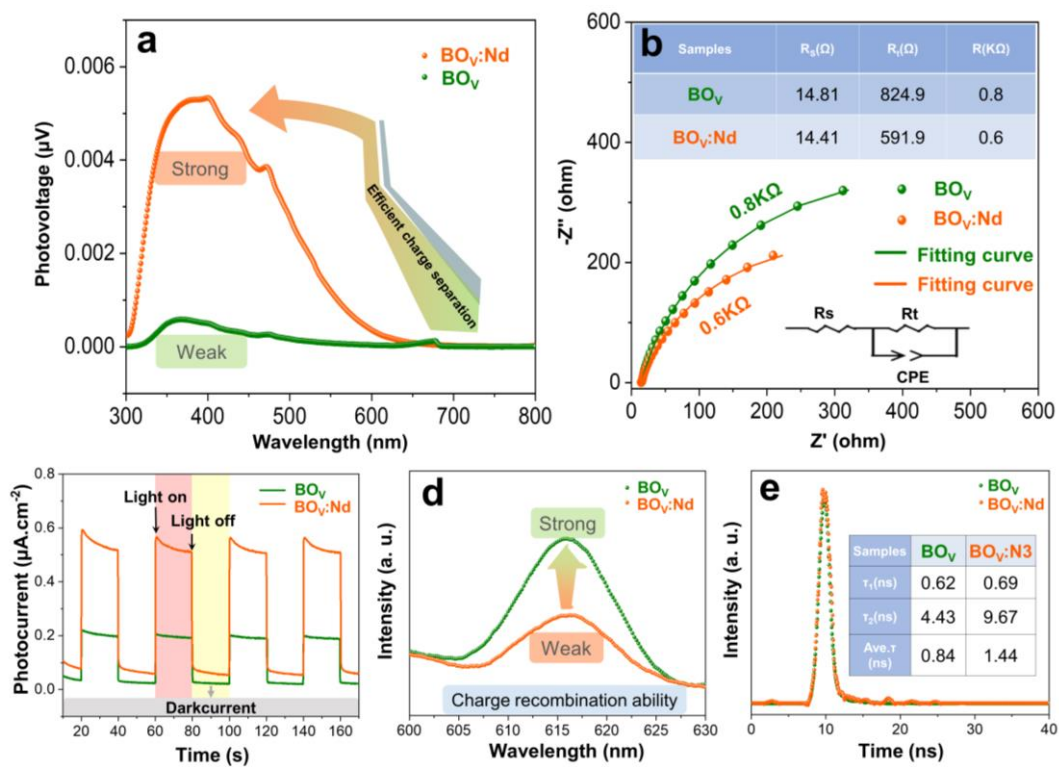 a
BOV:Nd
BOV
Strong
Weak
Efficient charge separation
0.006
0.004
0.002
0.000
Photovoltage (µV)
300 400 500 600 700 800
Wavelength (nm)
b
Samples RS(Ω) Rt(Ω) R(KΩ)
BOV 14.81 824.9 0.8
BOV:Nd 14.41 591.9 0.6
0.8KΩ
0.6KΩ
BOV
BOV:Nd
Fitting curve
Fitting curve
Rs
Rt
CPE
600
400
200
0
-Z" (ohm)
0 100 200 300 400 500 600
Z' (ohm)
BOV
BOV:Nd
Light on
Light off
Darkcurrent
0.8
0.6
0.4
0.2
0.0
Photocurrent (µA.cm-2)
20 40 60 80 100 120 140 160
Time (s)
d
BOV
BOV:Nd
Strong
Weak
Charge recombination ability
Intensity (a. u.)
600 605 610 615 620 625 630
Wavelength (nm)
e
BOV
BOV:Nd
Samples BOV BOV:N3
τ1(ns) 0.62 0.69
τ2(ns) 4.43 9.67
Ave.τ
(ns) 0.84 1.44
Intensity (a. u.)
0 10 20 30 40
Time (ns)